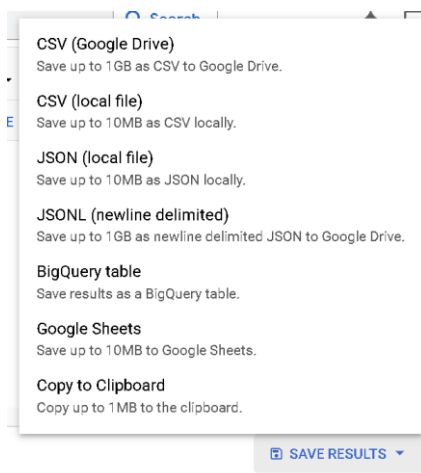 Search
CSV (Google Drive)
Save up to 1GB as CSV to Google Drive.
CSV (local file)
Save up to 10MB as CSV locally.
E
JSON (local file)
Save up to 10MB as JSON locally.
JSONL (newline delimited)
Save up to 1GB as newline delimited JSON to Google Drive.
BigQuery table
Save results as a BigQuery table.
Google Sheets
Save up to 10MB to Google Sheets.
Copy to Clipboard
Copy up to 1MB to the clipboard.
SAVE RESULTS